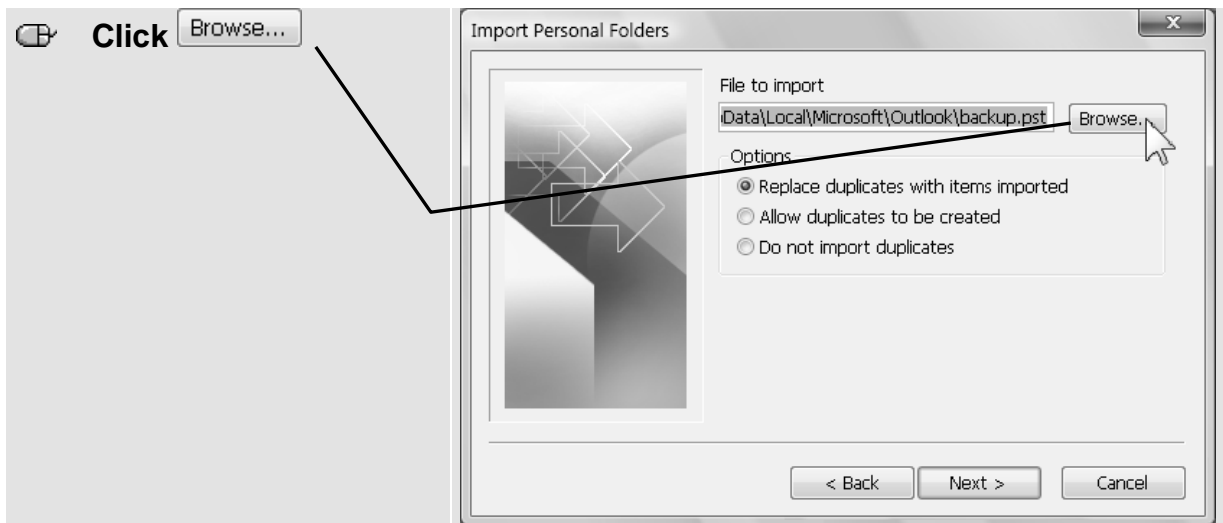 Click Browse...
Import Personal Folders
x
File to import
Data\Local\Microsoft\Outlook\backup.pst
Browse...
Options
Replace duplicates with items imported
Allow duplicates to be created
Do not import duplicates
< Back Next > Cancel